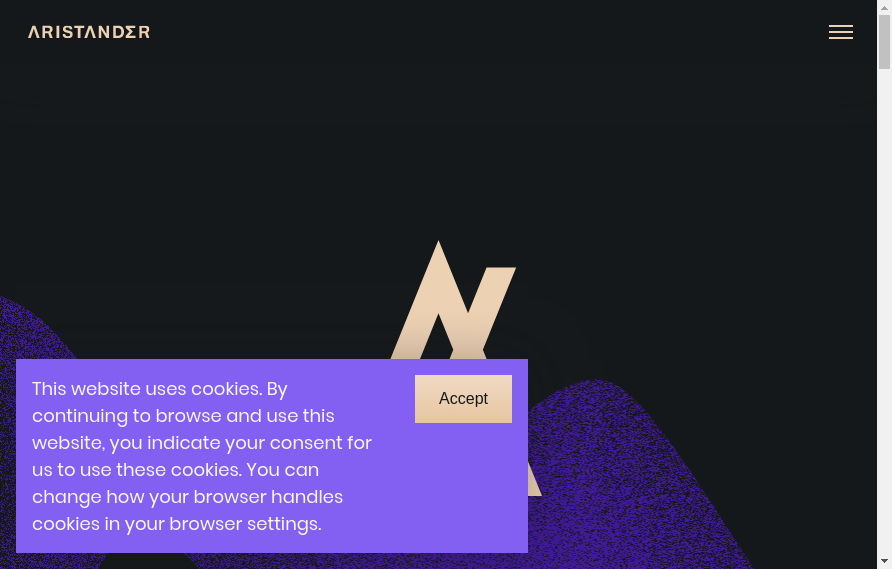 ΛRISTΛNDΣR
This website uses cookies. By
continuing to browse and use this
website, you indicate your consent for
us to use these cookies. You can
change how your browser handles
cookies in your browser settings.
Accept